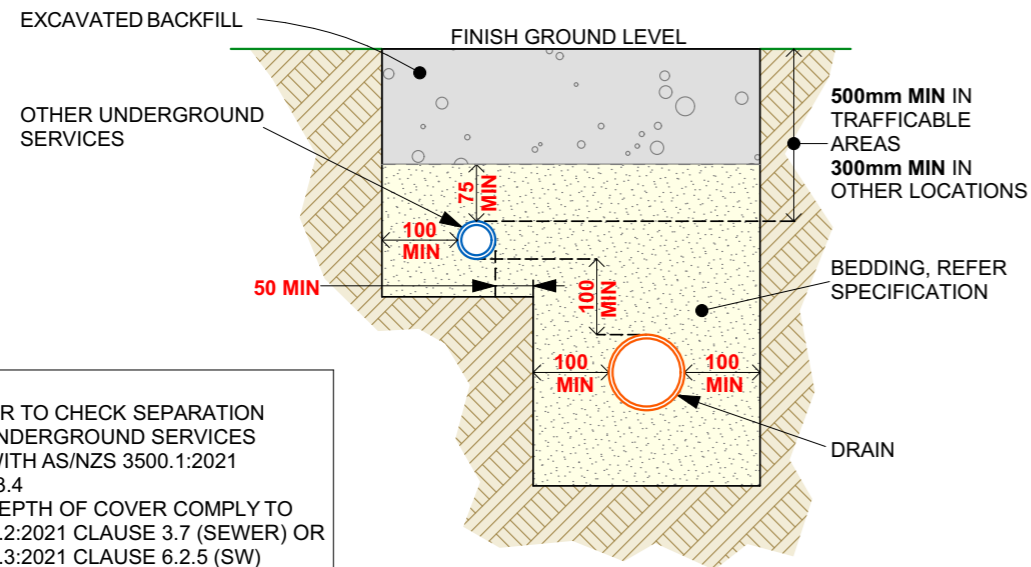 EXCAVATED BACKFILL
FINISH GROUND LEVEL
OTHER UNDERGROUND
SERVICES
500mm MIN IN
TRAFFICABLE
AREAS
300mm MIN IN
OTHER LOCATIONS
75
MIN
100
MIN
50 MIN
100
MIN
BEDDING, REFER
SPECIFICATION
100
MIN
100
MIN
DRAIN
TO CHECK SEPARATION
UNDERGROUND SERVICES
WITH AS/NZS 3500.1:2021
3.4
DEPTH OF COVER COMPLY TO
.2:2021 CLAUSE 3.7 (SEWER) OR
.3:2021 CLAUSE 6.2.5 (SW)